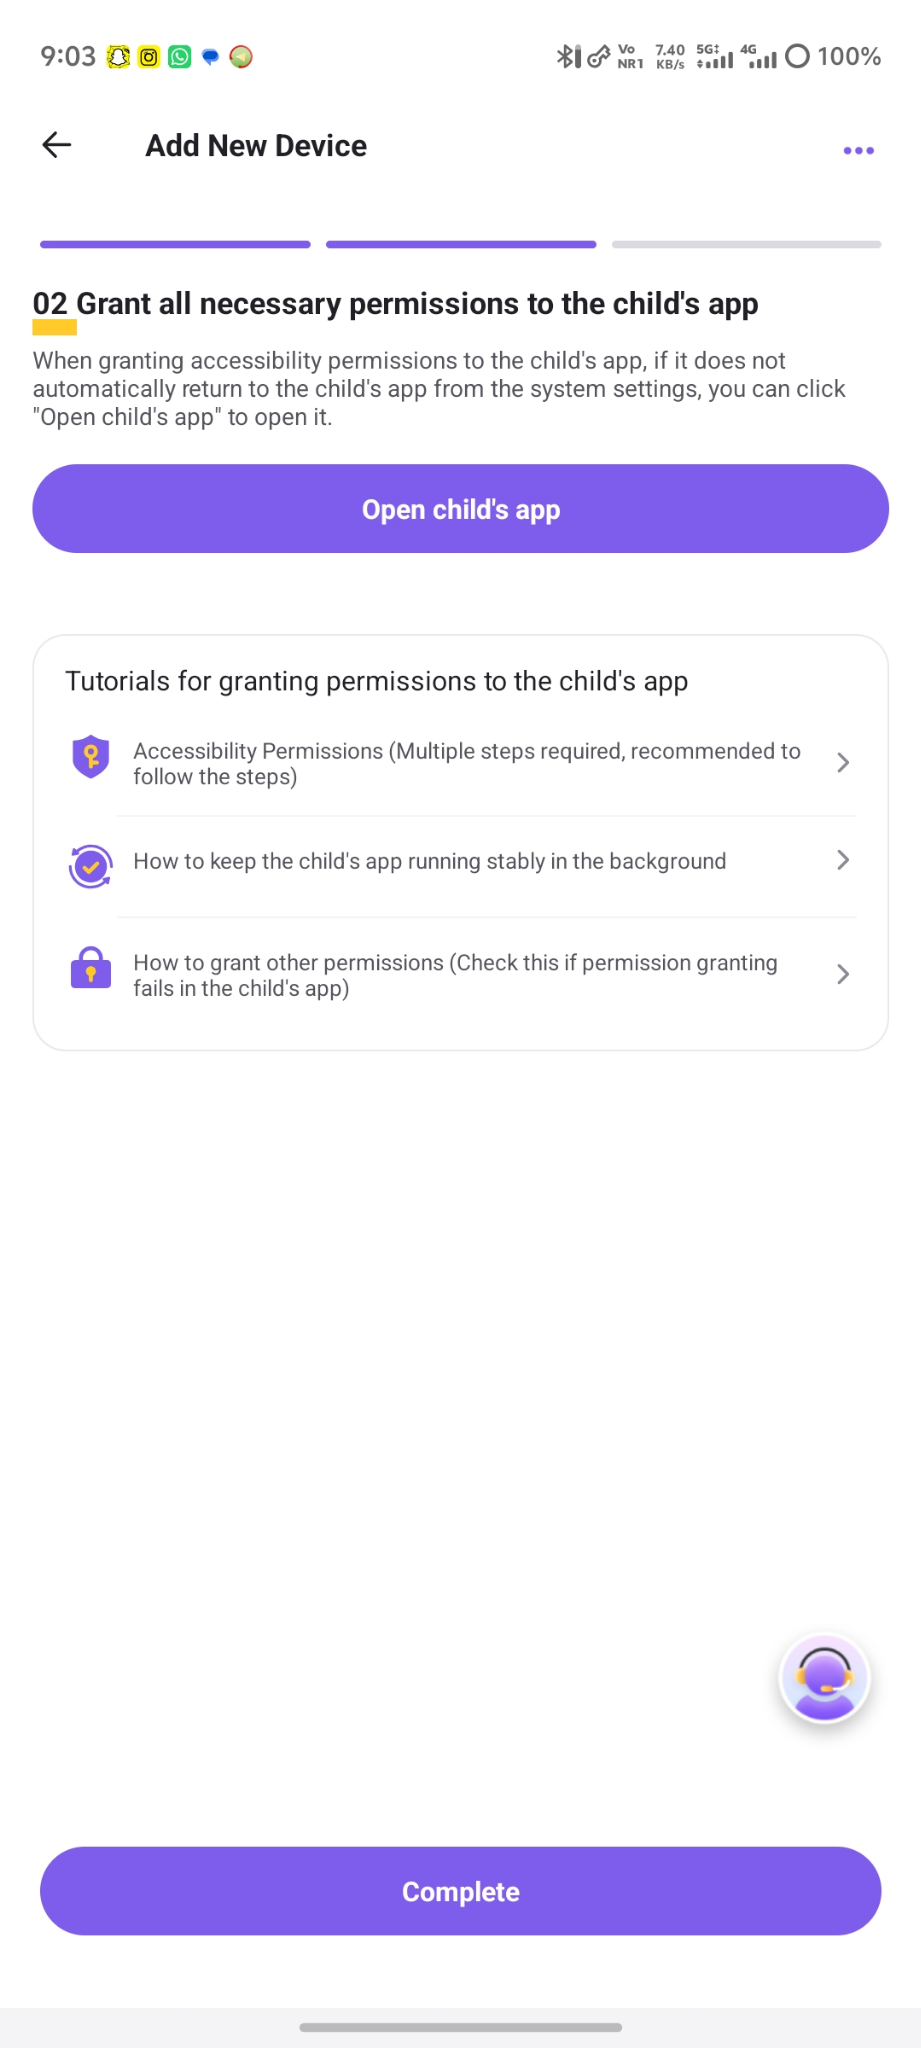 9:03
Vo
NR1
7.40
KB/s
5G
4G
100%
Add New Device
02 Grant all necessary permissions to the child's app
When granting accessibility permissions to the child's app, if it does not
automatically return to the child's app from the system settings, you can click
"Open child's app" to open it.
Open child's app
Tutorials for granting permissions to the child's app
Accessibility Permissions (Multiple steps required, recommended to
follow the steps)
How to keep the child's app running stably in the background
How to grant other permissions (Check this if permission granting
fails in the child's app)
Complete